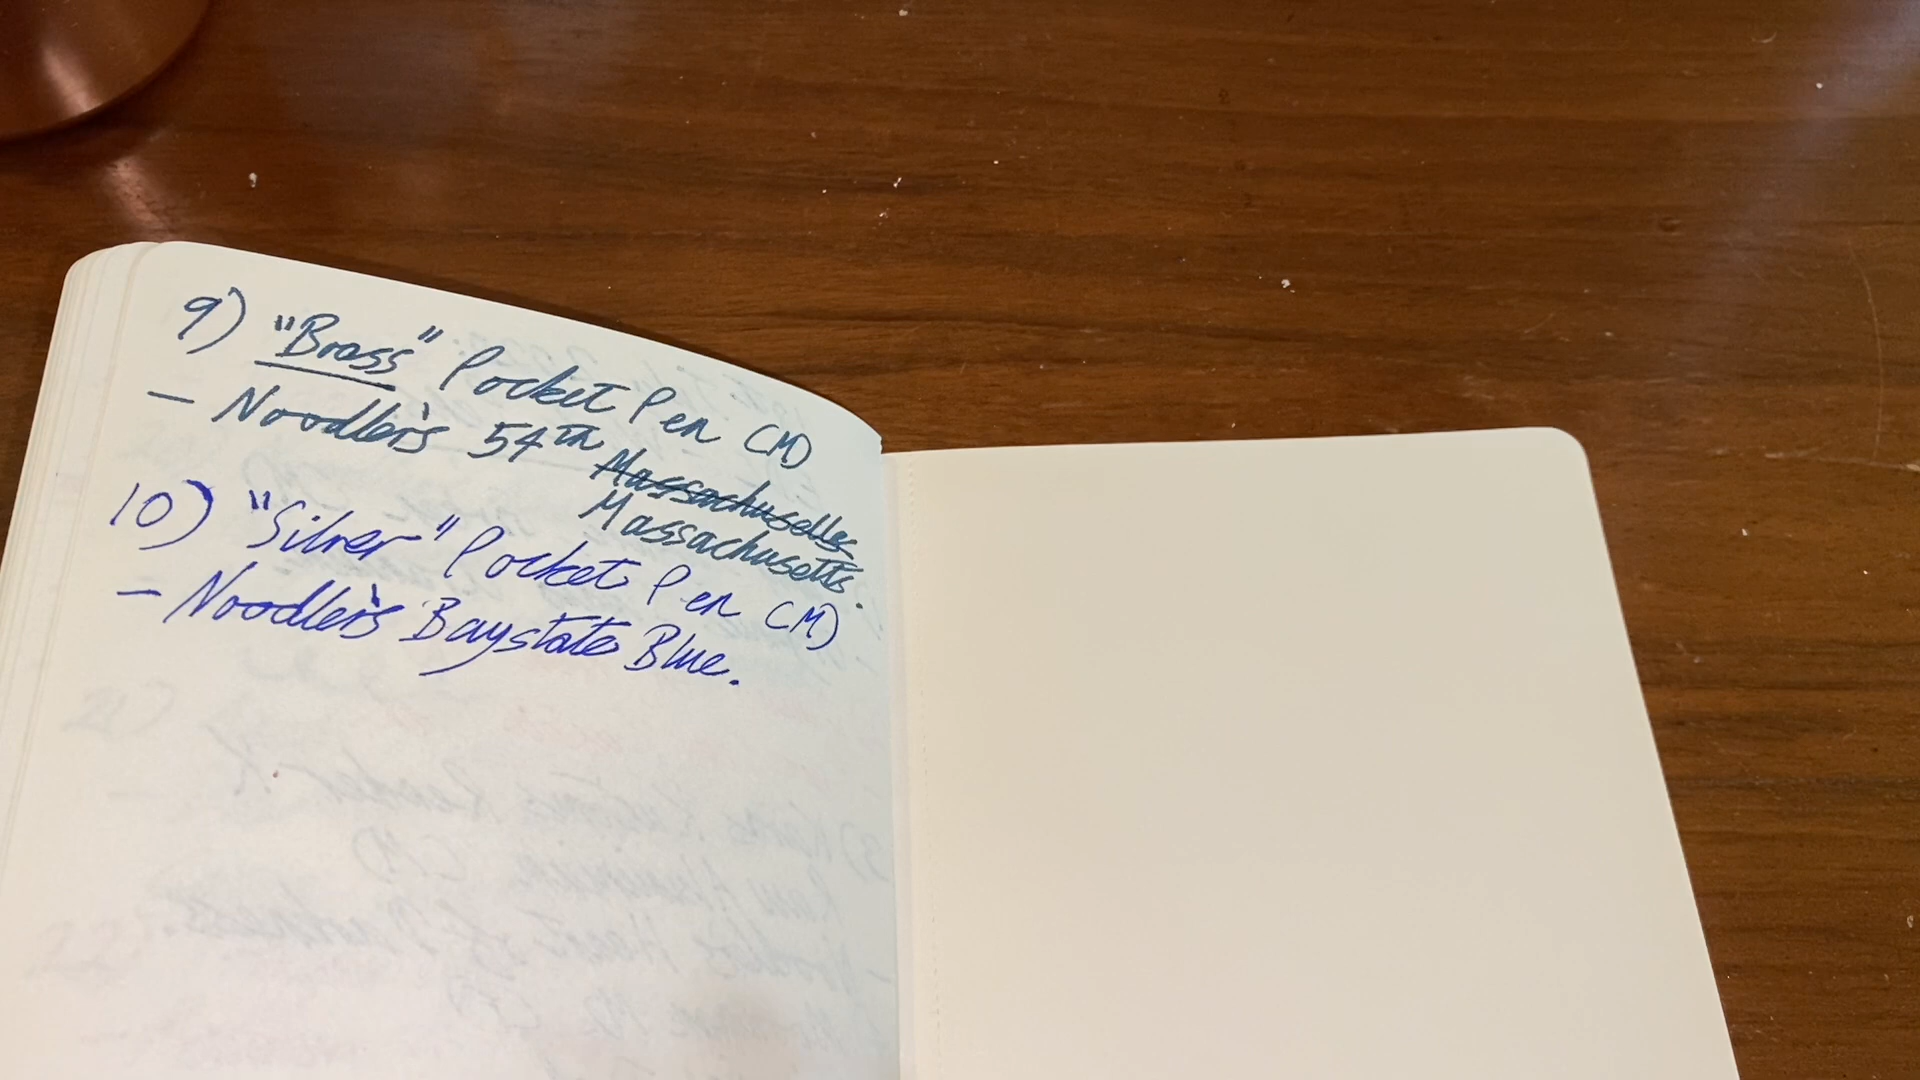 9) "Brass" Pocket Pen (M)
- Noodler's 54TH Massachusetts
Massachusetts.
10) "Silver" Pocket Pen (M)
- Noodler's Baystate Blue.